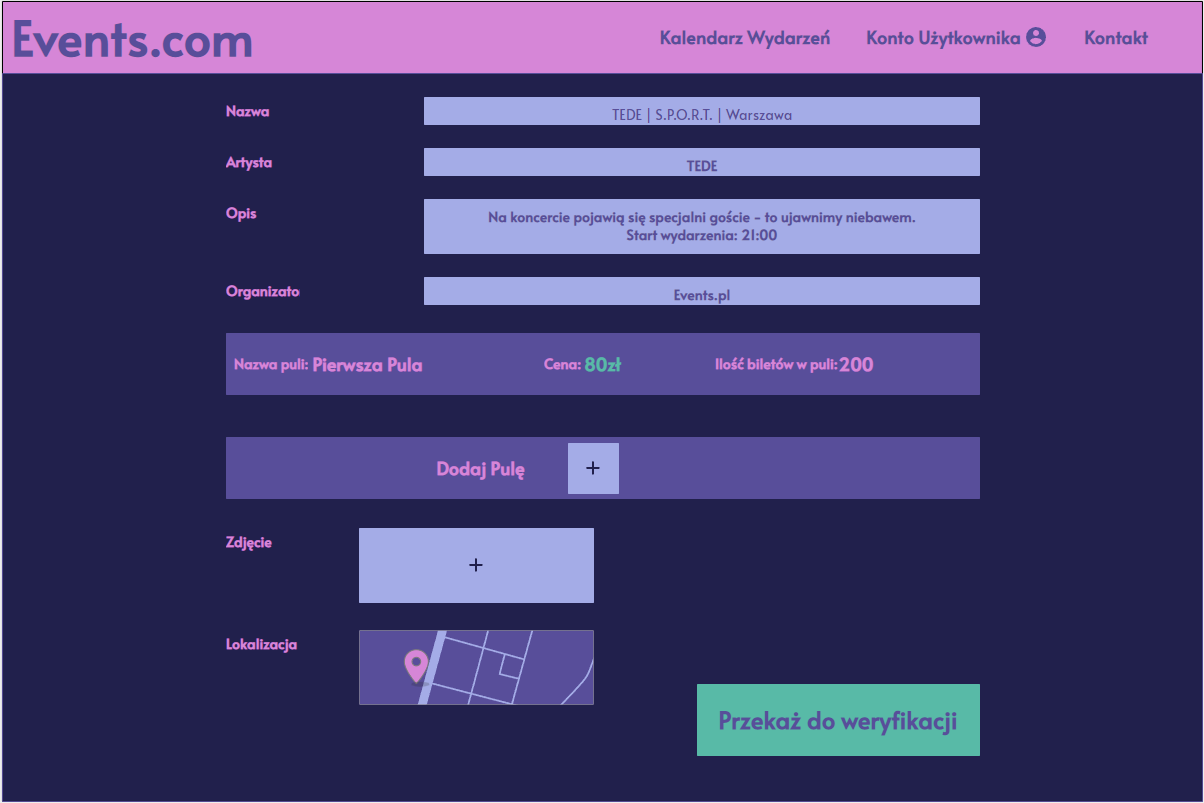 Events.com
Kalendarz Wydarzeń
Konto Użytkownika
Kontakt
Nazwa
TEDE | S.P.O.R.T. | Warszawa
Artysta
TEDE
Opis
Na koncercie pojawią się specjalni goście - to ujawnimy niebawem.
Start wydarzenia: 21:00
Organizato
Events.pl
Nazwa puli: Pierwsza Pula
Cena: 80zł
Ilość biletów w puli: 200
Dodaj Pulę
+
Zdjęcie
+
Lokalizacja
Przekaż do weryfikacji